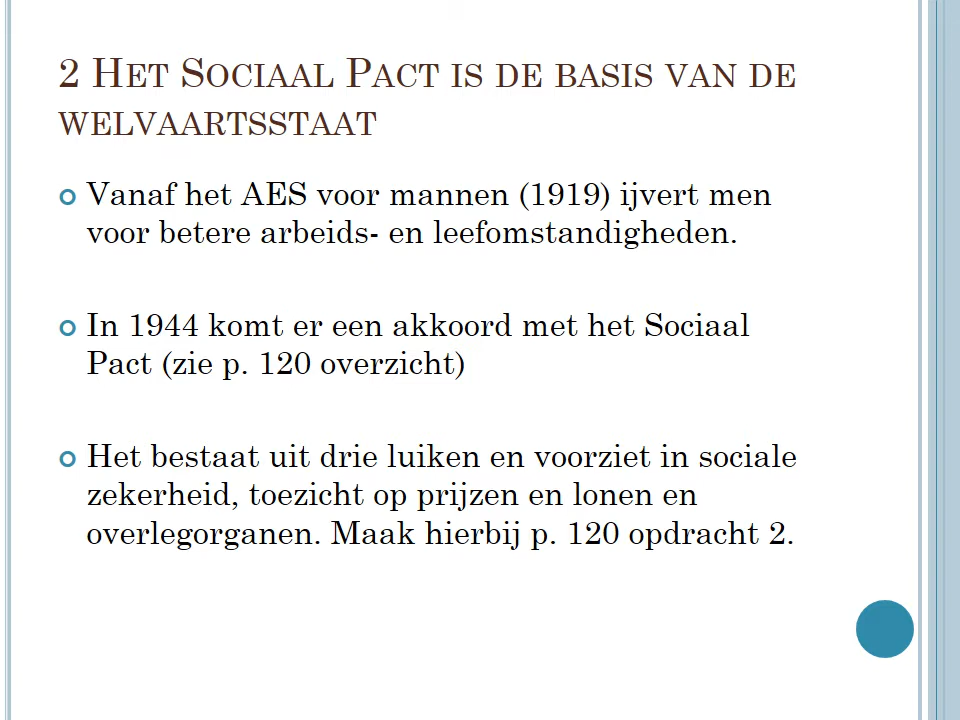 2 Het Sociaal Pact is de basis van de
welvaartsstaat
Vanaf het AES voor mannen (1919) ijvert men
voor betere arbeids- en leefomstandigheden.
In 1944 komt er een akkoord met het Sociaal
Pact (zie p. 120 overzicht)
Het bestaat uit drie luiken en voorziet in sociale
zekerheid, toezicht op prijzen en lonen en
overlegorganen. Maak hierbij p. 120 opdracht 2.